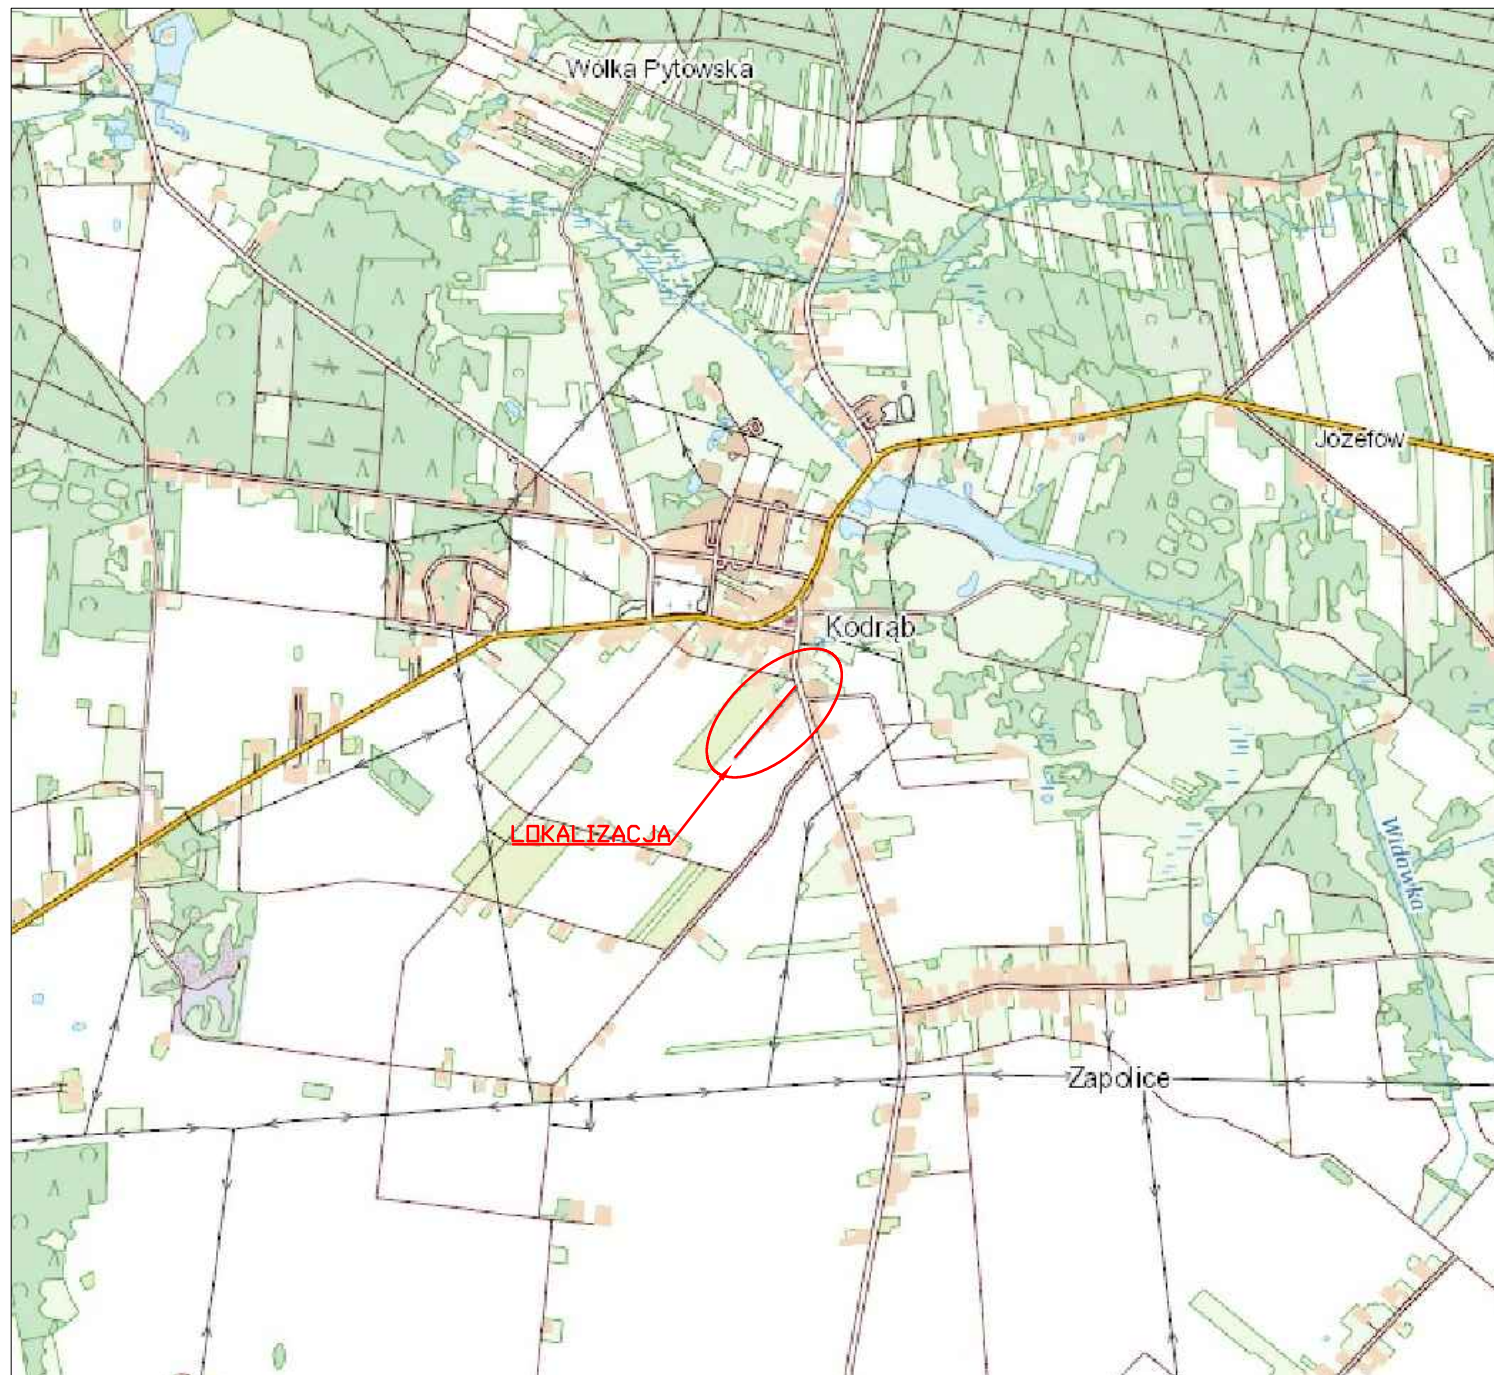 Wólka Pytowska
Józefów
Kodrąb
LOKALIZACJA
Widawka
Zapolice